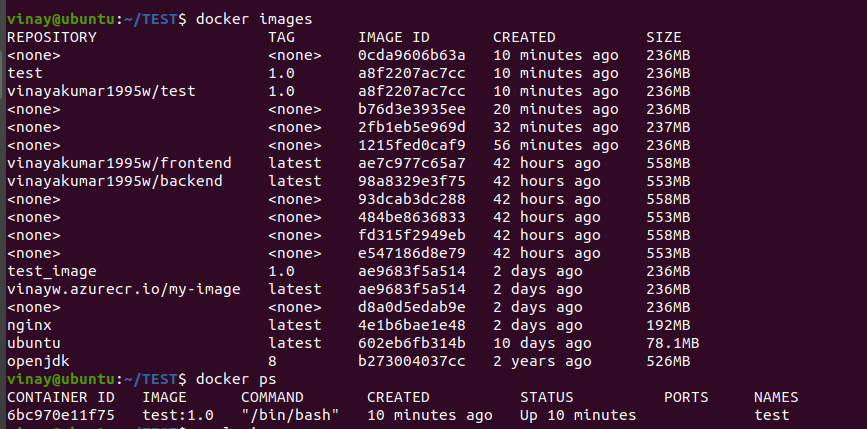 vinay@ubuntu:~/TEST$ docker images
REPOSITORY TAG IMAGE ID CREATED SIZE
<none> <none> 0cda9606b63a 10 minutes ago 236MB
test 1.0 a8f2207ac7cc 10 minutes ago 236MB
vinayakumar1995w/test 1.0 a8f2207ac7cc 10 minutes ago 236MB
<none> <none> b76d3e3935ee 20 minutes ago 236MB
<none> <none> 2fb1eb5e969d 32 minutes ago 237MB
<none> <none> 1215fed0caf9 56 minutes ago 236MB
vinayakumar1995w/frontend latest ae7c977c65a7 42 hours ago 558MB
vinayakumar1995w/backend latest 98a8329e3f75 42 hours ago 553MB
<none> <none> 93dcab3dc288 42 hours ago 558MB
<none> <none> 484be8636833 42 hours ago 553MB
<none> <none> fd315f2949eb 42 hours ago 558MB
<none> <none> e547186d8e79 42 hours ago 553MB
test_image 1.0 ae9683f5a514 2 days ago 236MB
vinayw.azurecr.io/my-image latest ae9683f5a514 2 days ago 236MB
<none> <none> d8a0d5edab9e 2 days ago 236MB
nginx latest 4e1b6bae1e48 2 days ago 192MB
ubuntu latest 602eb6fb314b 10 days ago 78.1MB
openjdk 8 b273004037cc 2 years ago 526MB
vinay@ubuntu:~/TEST$ docker ps
CONTAINER ID IMAGE COMMAND CREATED STATUS PORTS NAMES
6bc970e11f75 test:1.0 "/bin/bash" 10 minutes ago Up 10 minutes test